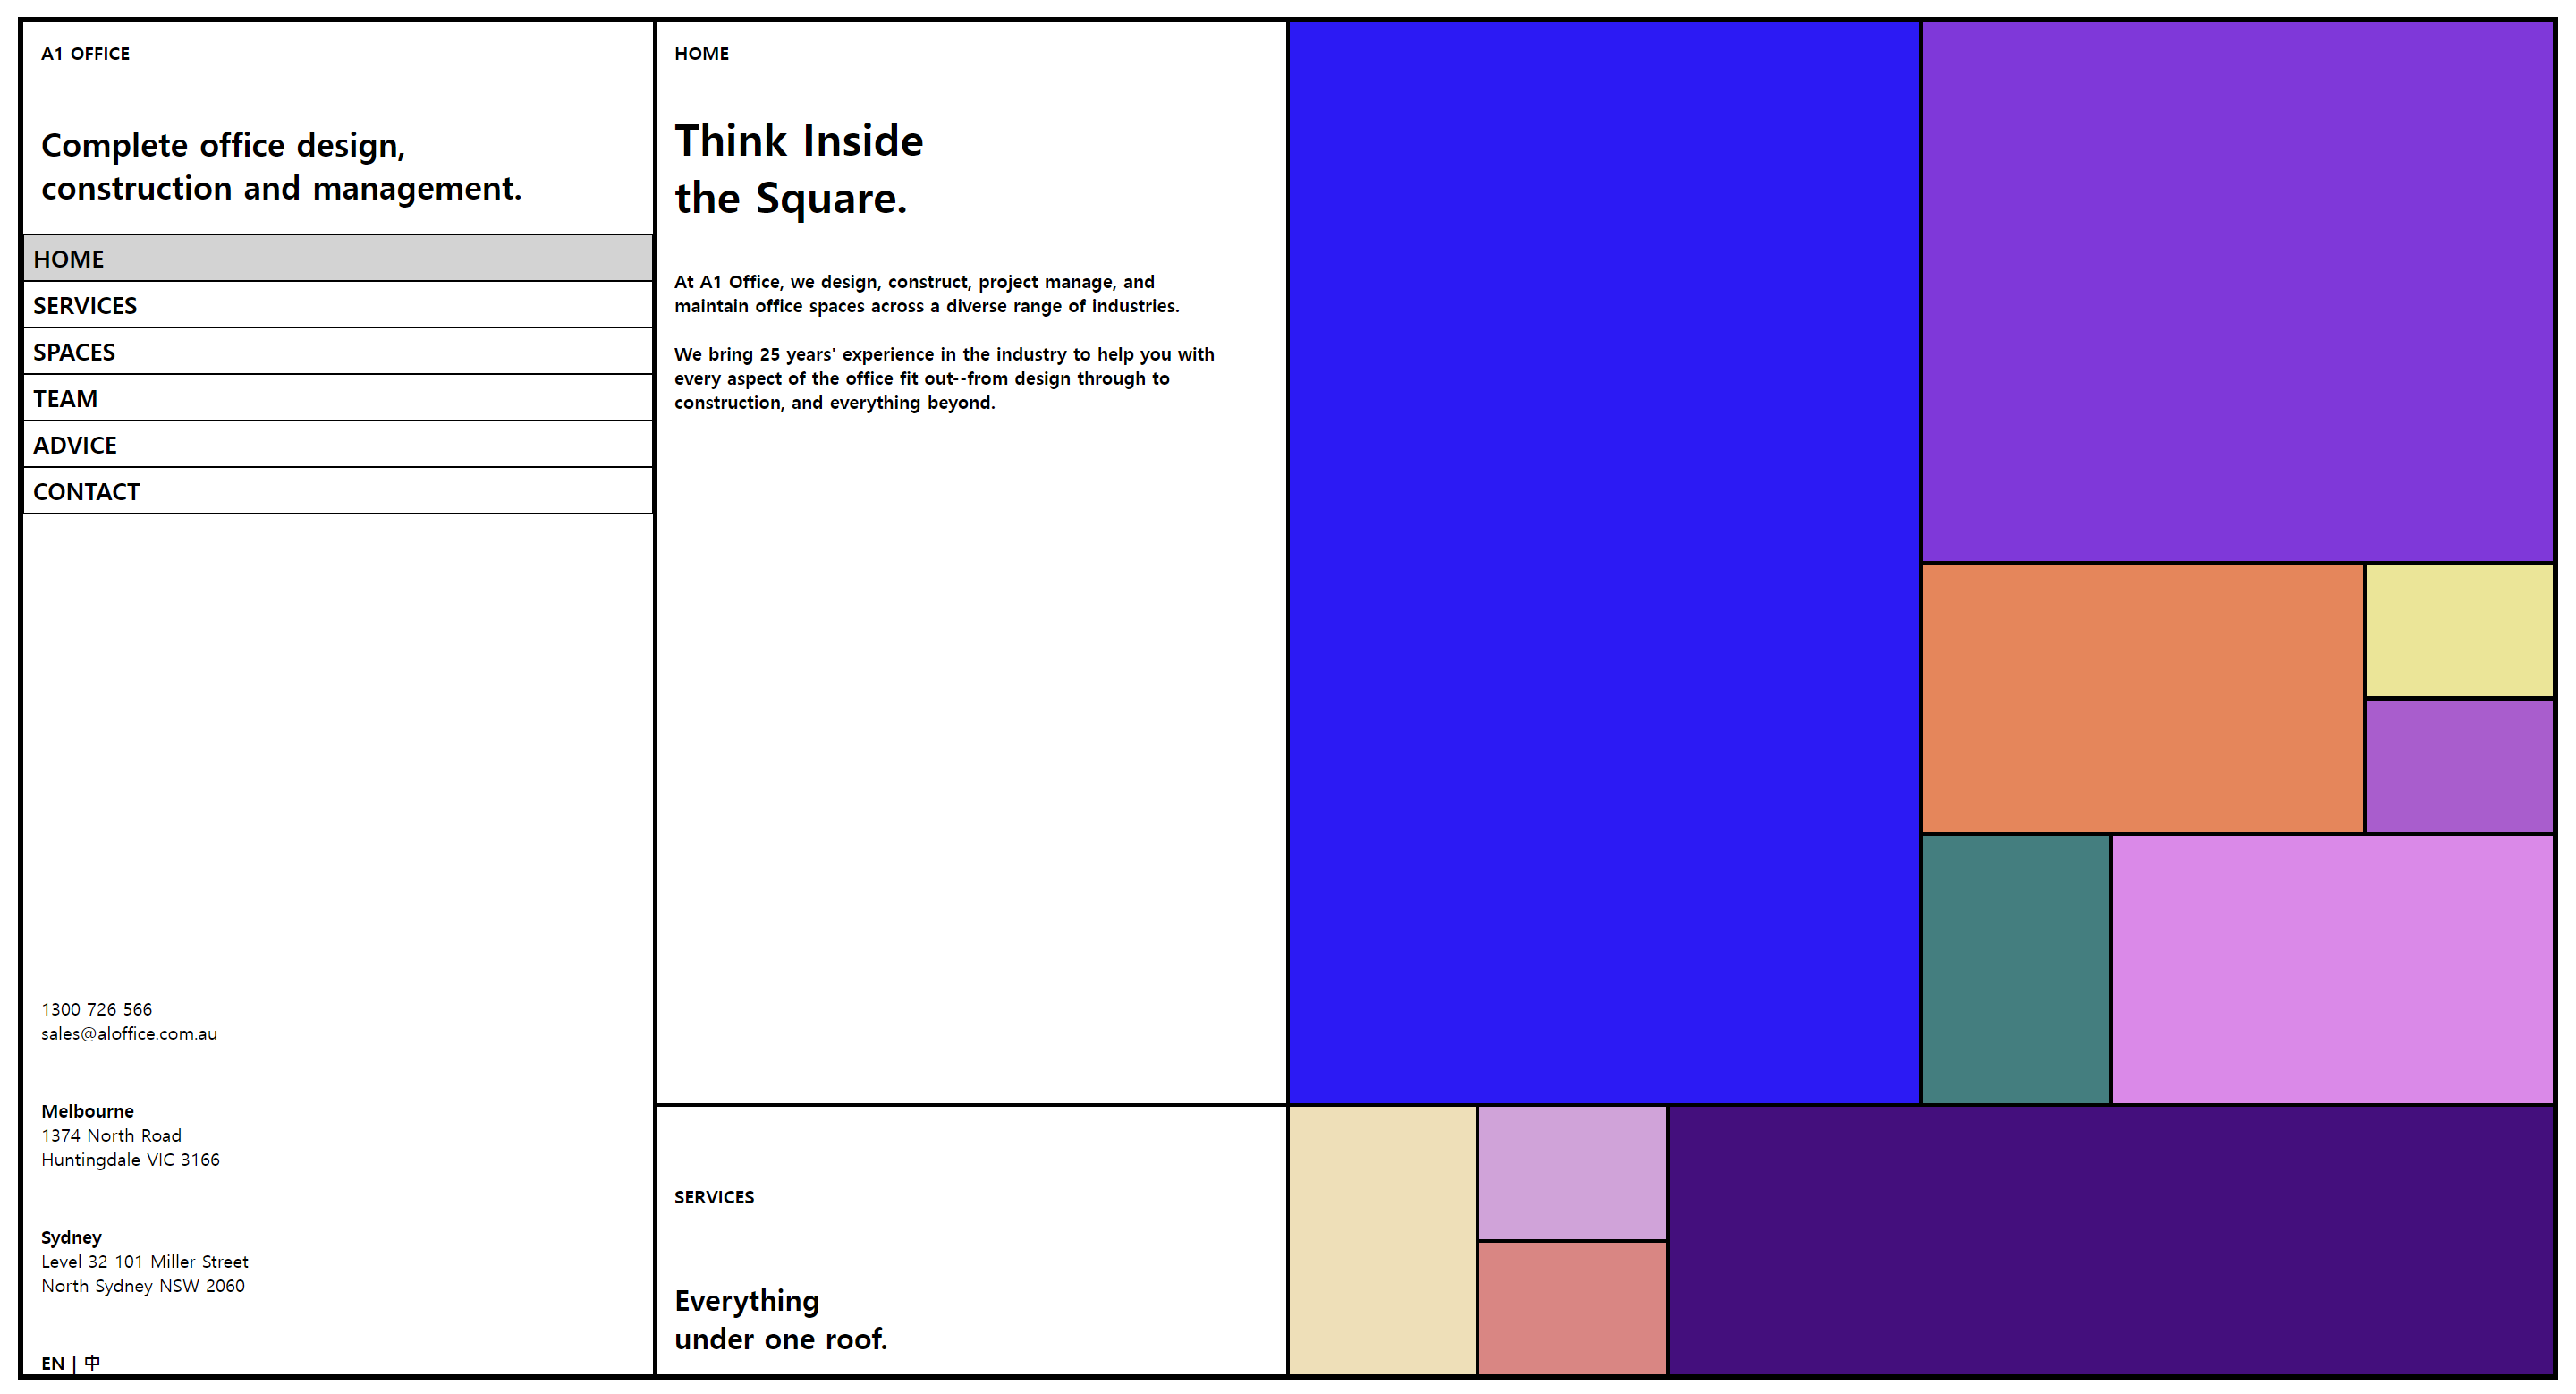 A1 OFFICE
Complete office design,
construction and management.
HOME
SERVICES
SPACES
TEAM
ADVICE
CONTACT
1300 726 566
sales@aloffice.com.au
Melbourne
1374 North Road
Huntingdale VIC 3166
Sydney
Level 32 101 Miller Street
North Sydney NSW 2060
EN | 中
HOME
Think Inside
the Square.
At A1 Office, we design, construct, project manage, and
maintain office spaces across a diverse range of industries.
We bring 25 years' experience in the industry to help you with
every aspect of the office fit out--from design through to
construction, and everything beyond.
SERVICES
Everything
under one roof.